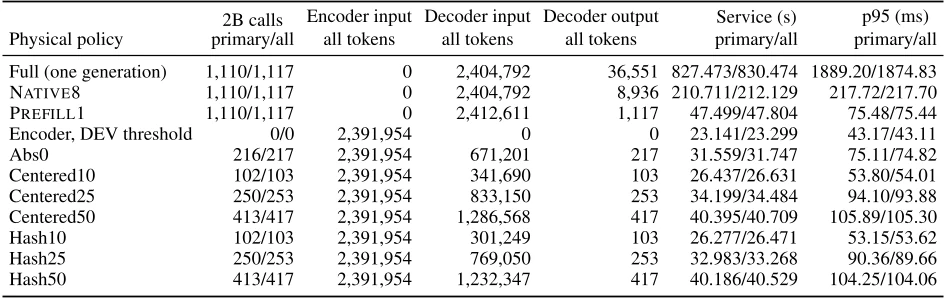 2B calls Encoder input Decoder input Decoder output Service (s) p95 (ms)
Physical policy primary/all all tokens all tokens all tokens primary/all primary/all
Full (one generation) 1,110/1,117 0 2,404,792 36,551 827.473/830.474 1889.20/1874.83
NATIVE8 1,110/1,117 0 2,404,792 8,936 210.711/212.129 217.72/217.70
PREFILL1 1,110/1,117 0 2,412,611 1,117 47.499/47.804 75.48/75.44
Encoder, DEV threshold 0/0 2,391,954 0 0 23.141/23.299 43.17/43.11
Abs0 216/217 2,391,954 671,201 217 31.559/31.747 75.11/74.82
Centered10 102/103 2,391,954 341,690 103 26.437/26.631 53.80/54.01
Centered25 250/253 2,391,954 833,150 253 34.199/34.484 94.10/93.88
Centered50 413/417 2,391,954 1,286,568 417 40.395/40.709 105.89/105.30
Hash10 102/103 2,391,954 301,249 103 26.277/26.471 53.15/53.62
Hash25 250/253 2,391,954 769,050 253 32.983/33.268 90.36/89.66
Hash50 413/417 2,391,954 1,232,347 417 40.186/40.529 104.25/104.06